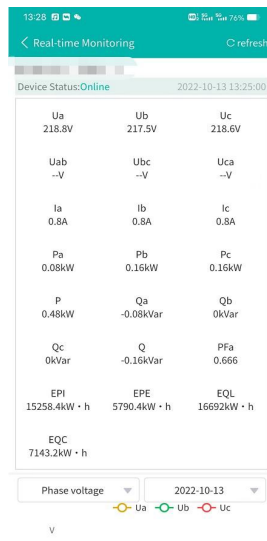 13:28 76%
Real-time Monitoring refresh
Device Status:Online 2022-10-13 13:25:00
Ua Ub Uc
218.8V 217.5V 218.6V
Uab Ubc Uca
--V --V --V
Ia Ib Ic
0.8A 0.8A 0.8A
Pa Pb Pc
0.08kW 0.16kW 0.16kW
P Qa Qb
0.48kW -0.08kVar 0kVar
Qc Q PFa
0kVar -0.16kVar 0.666
EPI EPE EQL
15258.4kW·h 5790.4kW·h 16692kW·h
EQC
7143.2kW·h
Phase voltage 2022-10-13
Ua Ub Uc
V